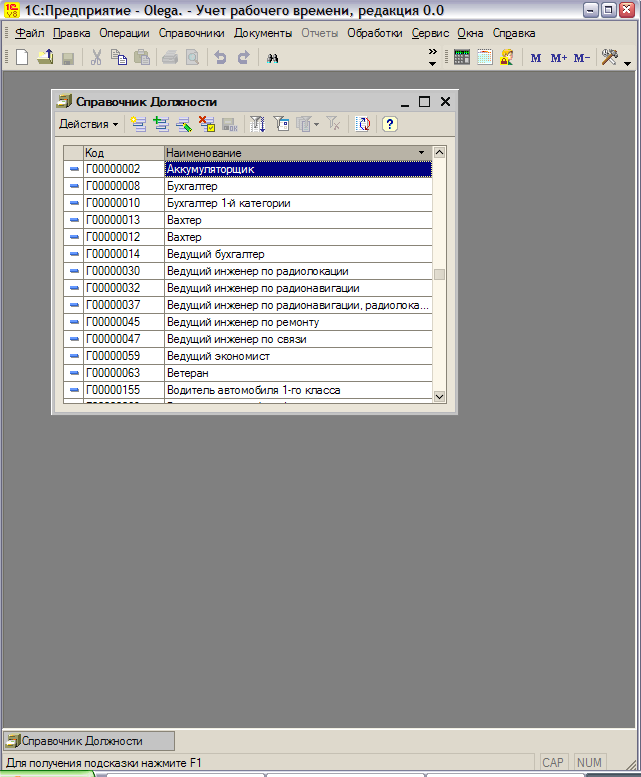 1С:Предприятие - Olega. - Учет рабочего времени, редакция 0.0
Файл Правка Операции Справочники Документы Отчеты Обработки Сервис Окна Справка
M M+ M-
Справочник Должности
Действия
Код Наименование
Г00000002 Аккумуляторщик
Г00000008 Бухгалтер
Г00000010 Бухгалтер 1-й категории
Г00000013 Вахтер
Г00000012 Вахтер
Г00000014 Ведущий бухгалтер
Г00000030 Ведущий инженер по радиолокации
Г00000032 Ведущий инженер по радионавигации
Г00000037 Ведущий инженер по радионавигации, радиолока...
Г00000045 Ведущий инженер по ремонту
Г00000047 Ведущий инженер по связи
Г00000059 Ведущий экономист
Г00000063 Ветеран
Г00000155 Водитель автомобиля 1-го класса
Справочник Должности
Для получения подсказки нажмите F1
CAP NUM